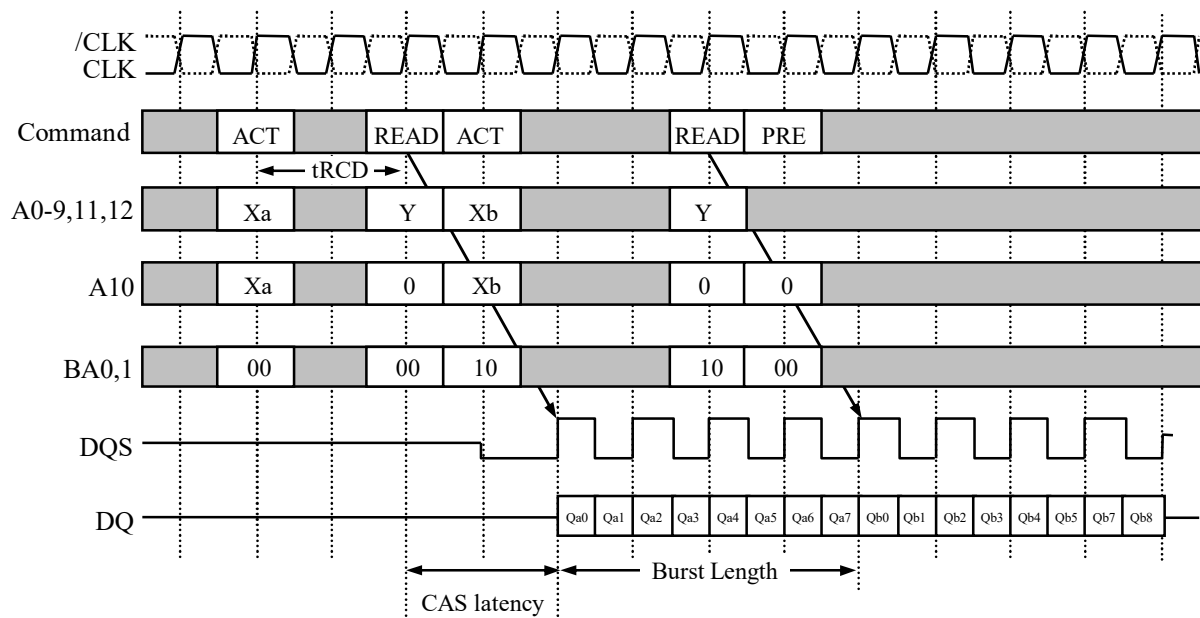 /CLK
CLK
Command ACT READ ACT READ PRE
tRCD
A0-9,11,12 Xa Y Xb Y
A10 Xa 0 Xb 0 0
BA0,1 00 00 10 10 00
DQS
DQ Qa0 Qa1 Qa2 Qa3 Qa4 Qa5 Qa6 Qa7 Qb0 Qb1 Qb2 Qb3 Qb4 Qb5 Qb7 Qb8
Burst Length
CAS latency